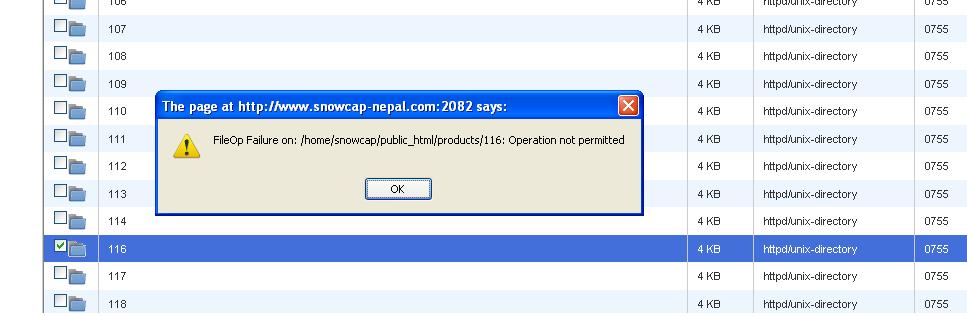 106 4 KB httpd/unix-directory 0755
107 4 KB httpd/unix-directory 0755
108 4 KB httpd/unix-directory 0755
109 4 KB httpd/unix-directory 0755
The page at http://www.snowcap-nepal.com:2082 says:
110 4 KB httpd/unix-directory 0755
FileOp Failure on: /home/snowcap/public_html/products/116: Operation not permitted
111 4 KB httpd/unix-directory 0755
112 4 KB httpd/unix-directory 0755
OK
113 4 KB httpd/unix-directory 0755
114 4 KB httpd/unix-directory 0755
116 4 KB httpd/unix-directory 0755
117 4 KB httpd/unix-directory 0755
118 4 KB httpd/unix-directory 0755